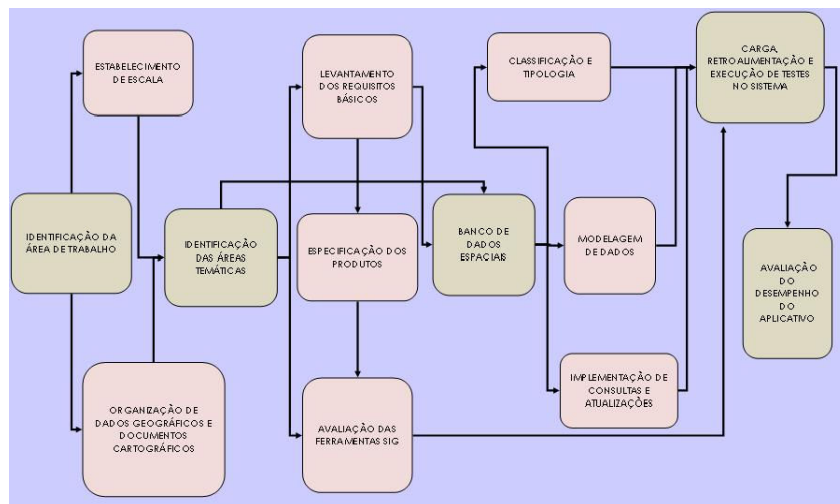 ESTABELECIMENTO
DE ESCALA
IDENTIFICAÇÃO DA
ÁREA DE TRABALHO
ORGANIZAÇÃO DE
DADOS GEOGRÁFICOS E
DOCUMENTOS
CARTOGRÁFICOS
IDENTIFICAÇÃO
DAS ÁREAS
TEMÁTICAS
LEVANTAMENTO
DOS REQUISITOS
BÁSICOS
ESPECIFICAÇÃO DOS
PRODUTOS
AVALIAÇÃO DAS
FERRAMENTAS SIG
BANCO DE
DADOS
ESPACIAIS
CLASSIFICAÇÃO E
TIPOLOGIA
MODELAGEM
DE DADOS
IMPLEMENTAÇÃO DE
CONSULTAS E
ATUALIZAÇÕES
CARGA,
RETROALIMENTAÇÃO E
EXECUÇÃO DE TESTES
NO SISTEMA
AVALIAÇÃO
DO
DESEMPENHO
DO
APLICATIVO